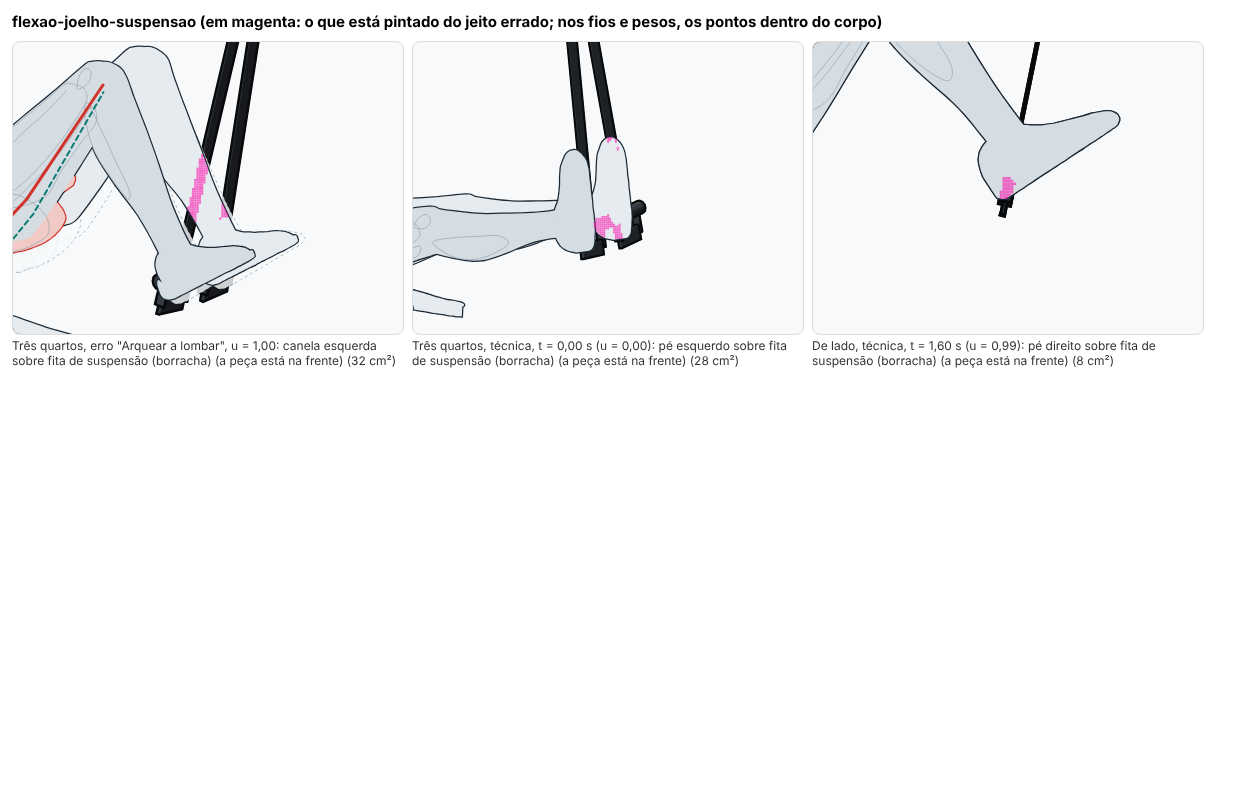 flexao-joelho-suspensao (em magenta: o que está pintado do jeito errado; nos fios e pesos, os pontos dentro do corpo)
Três quartos, erro "Arquear a lombar", u = 1,00: canela esquerda
sobre fita de suspensão (borracha) (a peça está na frente) (32 cm²)
Três quartos, técnica, t = 0,00 s (u = 0,00): pé esquerdo sobre fita
de suspensão (borracha) (a peça está na frente) (28 cm²)
De lado, técnica, t = 1,60 s (u = 0,99): pé direito sobre fita de
suspensão (borracha) (a peça está na frente) (8 cm²)